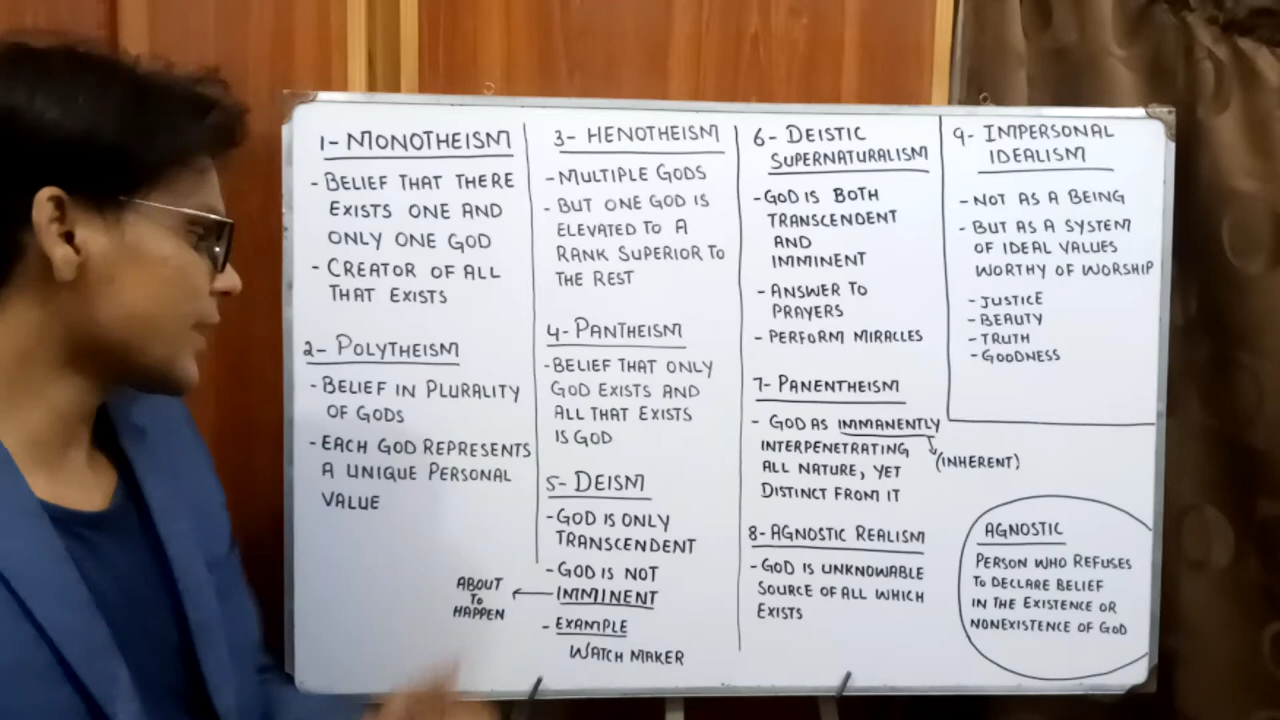 1- MONOTHEISM
- BELIEF THAT THERE
EXISTS ONE AND
ONLY ONE GOD
- CREATOR OF ALL
THAT EXISTS
2- POLYTHEISM
- BELIEF IN PLURALITY
OF GODS
- EACH GOD REPRESENTS
A UNIQUE PERSONAL
VALUE
3- HENOTHEISM
- MULTIPLE GODS
- BUT ONE GOD IS
ELEVATED TO A
RANK SUPERIOR TO
THE REST
4- PANTHEISM
- BELIEF THAT ONLY
GOD EXISTS AND
ALL THAT EXISTS
IS GOD
5- DEISM
- GOD IS ONLY
TRANSCENDENT
- GOD IS NOT
IMMINENT
ABOUT
TO
HAPPEN
- EXAMPLE
WATCH MAKER
6- DEISTIC
SUPERNATURALISM
- GOD IS BOTH
TRANSCENDENT
AND
IMMINENT
- ANSWER TO
PRAYERS
- PERFORM MIRACLES
7- PANENTHEISM
- GOD AS IMMANENTLY
INTERPENETRATING
ALL NATURE, YET
DISTINCT FROM IT
(INHERENT)
8- AGNOSTIC REALISM
- GOD IS UNKNOWABLE
SOURCE OF ALL WHICH
EXISTS
9- IMPERSONAL
IDEALISM
- NOT AS A BEING
- BUT AS A SYSTEM
OF IDEAL VALUES
WORTHY OF WORSHIP
- JUSTICE
- BEAUTY
- TRUTH
- GOODNESS
AGNOSTIC
PERSON WHO REFUSES
TO DECLARE BELIEF
IN THE EXISTENCE OR
NONEXISTENCE OF GOD